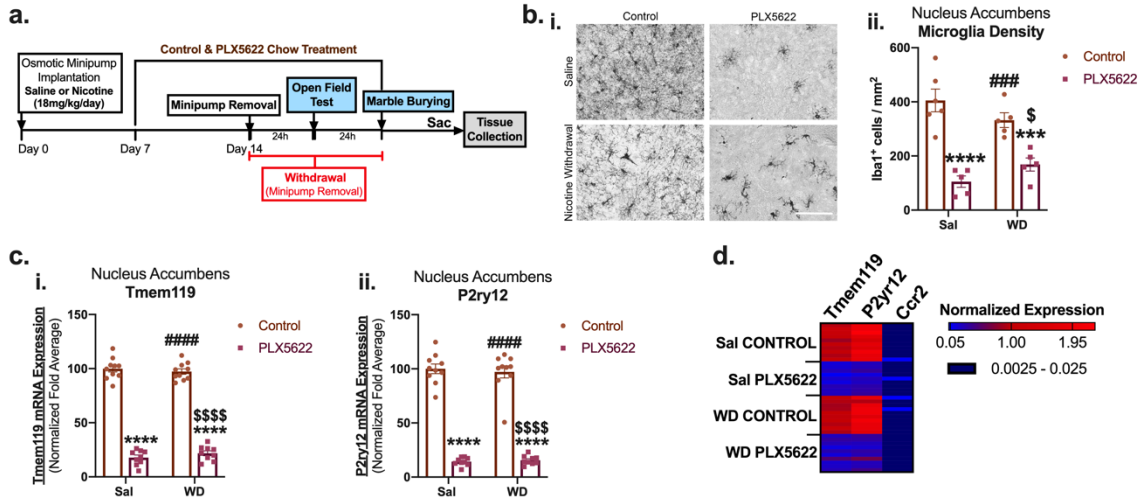 a.
Control & PLX5622 Chow Treatment
Osmotic Minipump
Implantation
Saline or Nicotine
(18mg/kg/day)
Minipump Removal
Open Field
Test
Marble Burying
24h
24h
Sac
Tissue
Collection
Day 0
Day 7
Day 14
Withdrawal
(Minipump Removal)
b.
i.
Control
PLX5622
Saline
Nicotine Withdrawal
ii.
Nucleus Accumbens
Microglia Density
Iba1+ cells / mm²
600
400
200
0
Sal
WD
****
###
$
***
Control
PLX5622
c.
i.
Nucleus Accumbens
Tmem119
Tmem119 mRNA Expression
(Normalized Fold Average)
150
100
50
0
Sal
WD
****
####
$$$$
****
Control
PLX5622
ii.
Nucleus Accumbens
P2ry12
P2ry12 mRNA Expression
(Normalized Fold Average)
150
100
50
0
Sal
WD
****
####
$$$$
****
Control
PLX5622
d.
Tmem119
P2yr12
Ccr2
Sal CONTROL
Sal PLX5622
WD CONTROL
WD PLX5622
Normalized Expression
0.05 1.00 1.95
0.0025 - 0.025